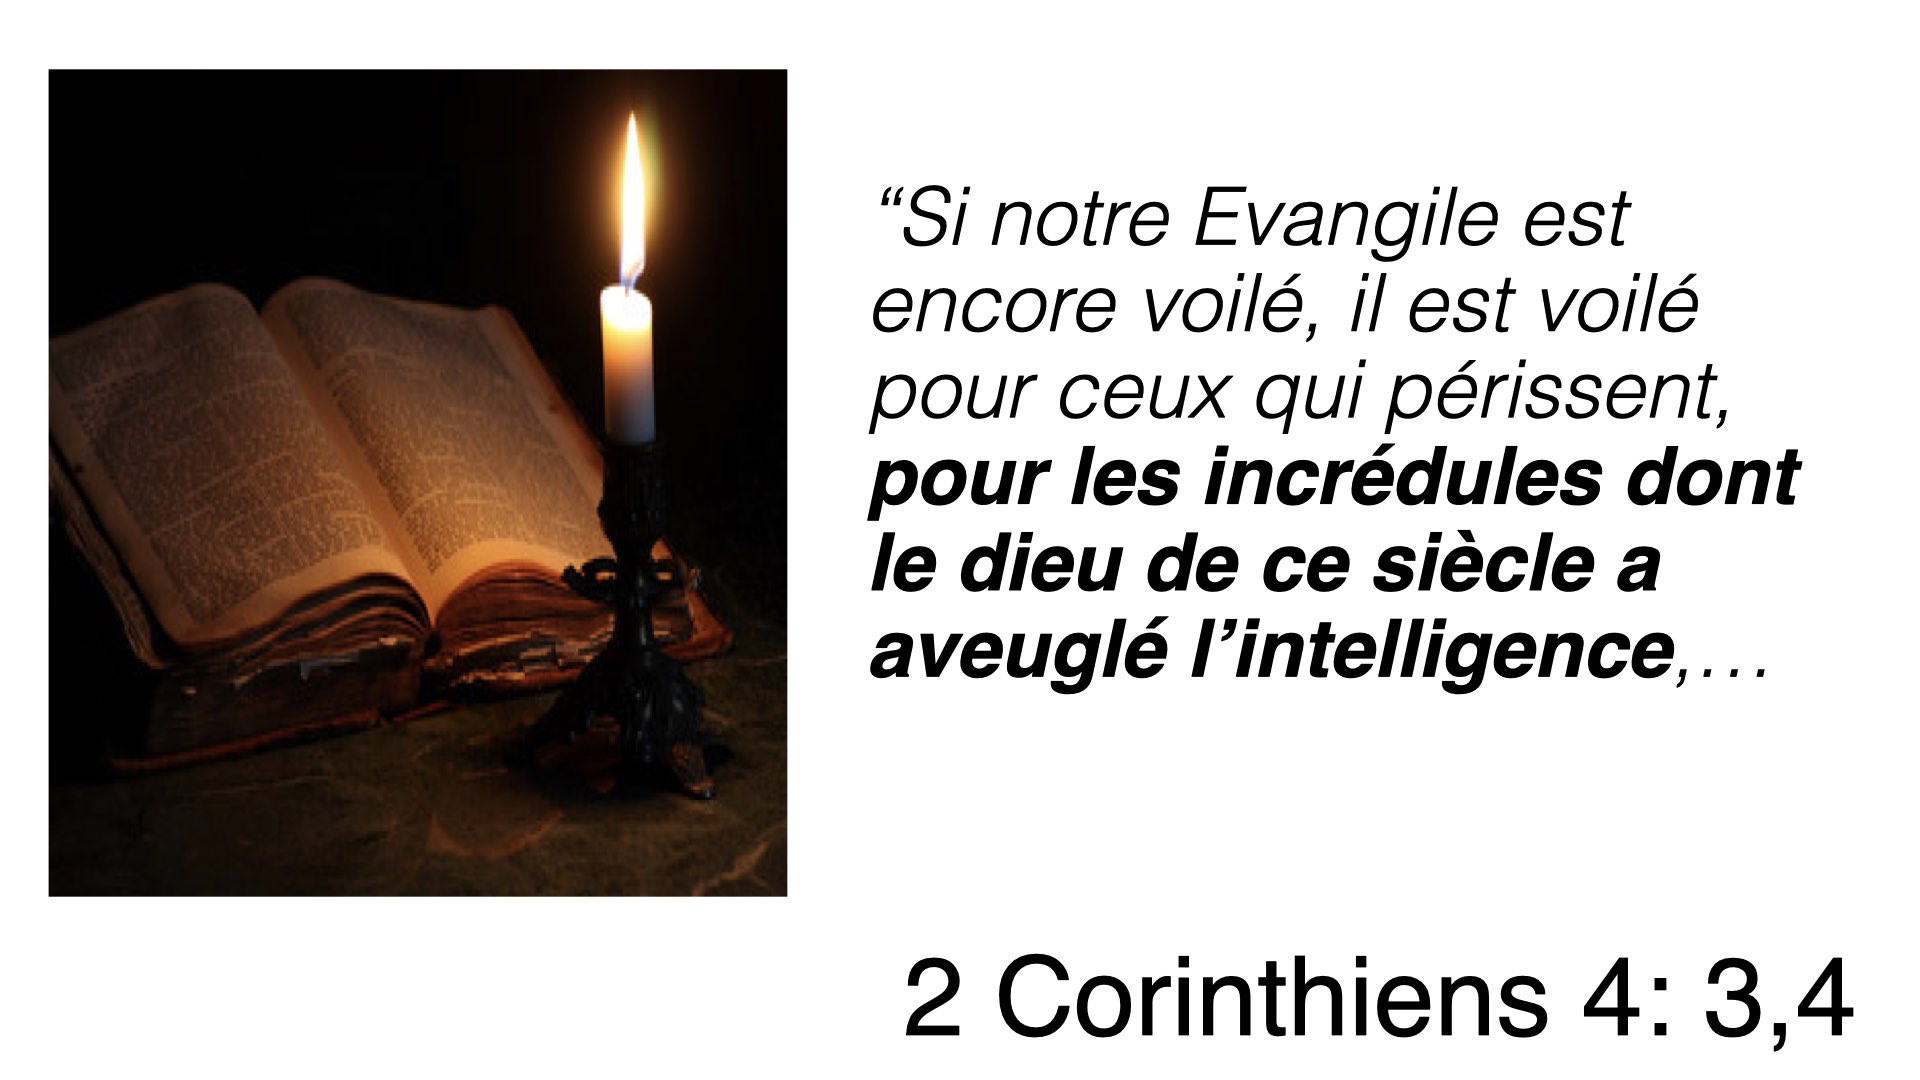 “Si notre Evangile est
encore voilé, il est voilé
pour ceux qui périssent,
pour les incrédules dont
le dieu de ce siècle a
aveuglé l’intelligence,…
2 Corinthiens 4: 3,4